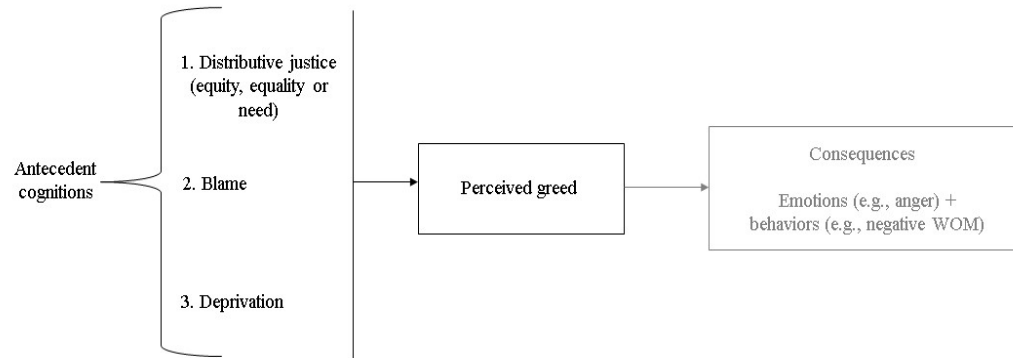 Antecedent
cognitions
1. Distributive justice
(equity, equality or
need)
2. Blame
3. Deprivation
Perceived greed
Consequences
Emotions (e.g., anger) +
behaviors (e.g., negative WOM)